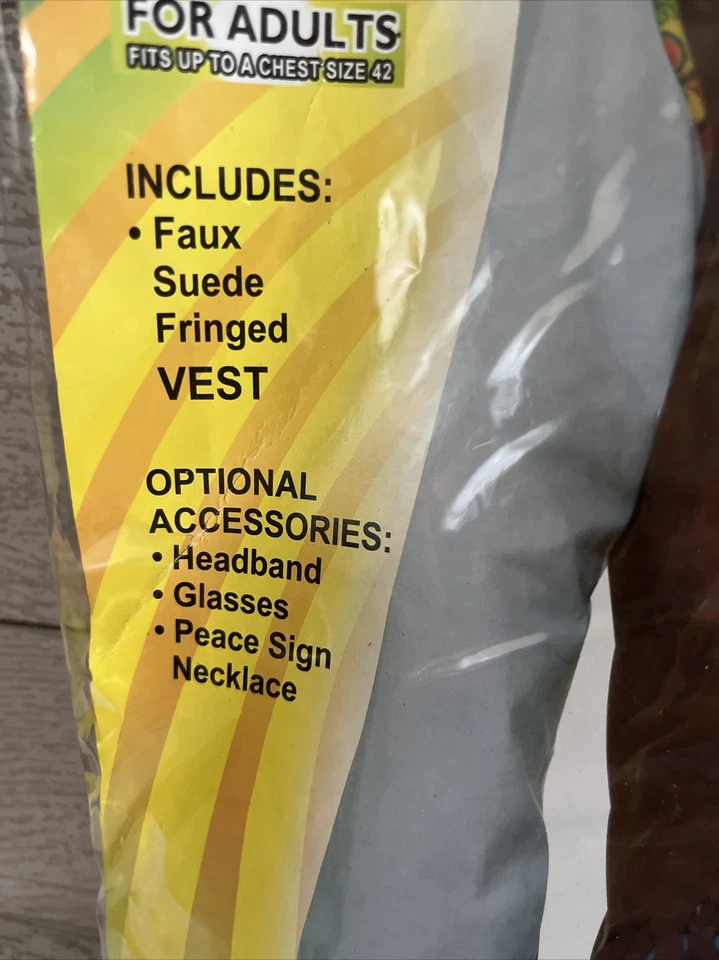 FOR ADULTS
FITS UP TO A CHEST SIZE 42
INCLUDES:
• Faux
Suede
Fringed
VEST
OPTIONAL
ACCESSORIES:
• Headband
• Glasses
• Peace Sign
Necklace